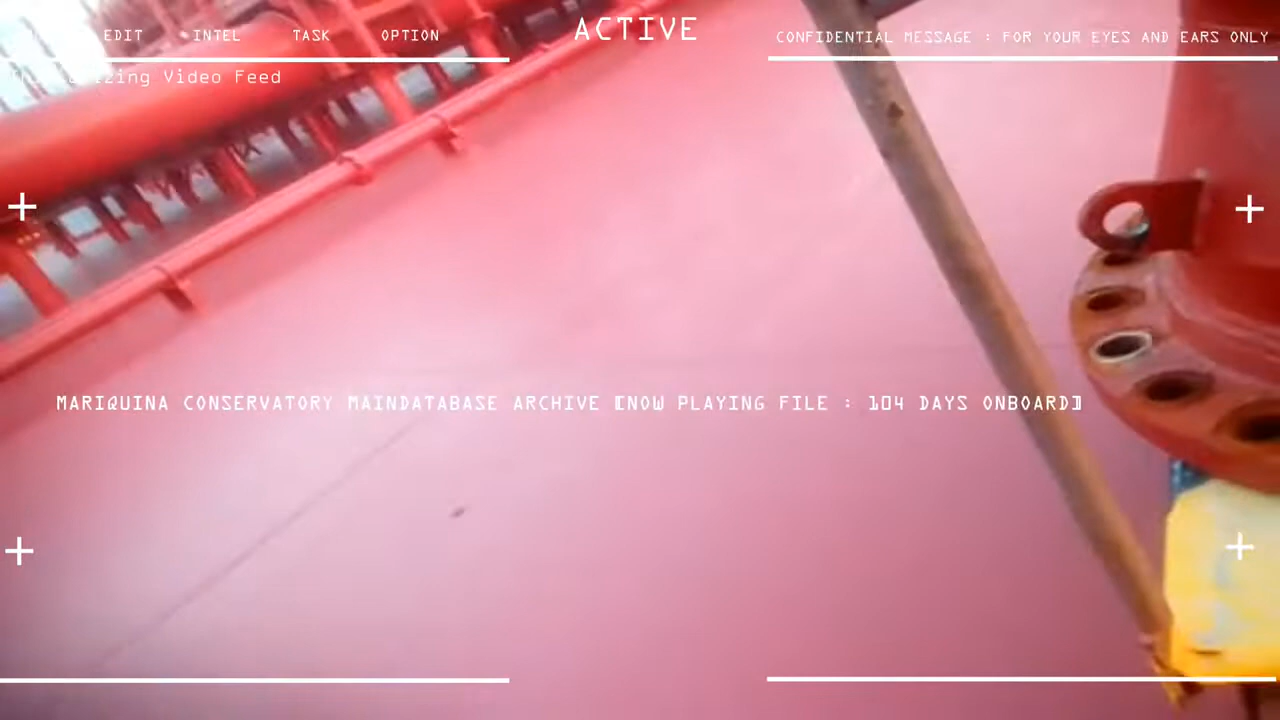 EDIT INTEL TASK OPTION
ACTIVE
CONFIDENTIAL MESSAGE : FOR YOUR EYES AND EARS ONLY
Video Feed
MARIQUINA CONSERVATORY MAINDATABASE ARCHIVE [NOW PLAYING FILE : 104 DAYS ONBOARD]